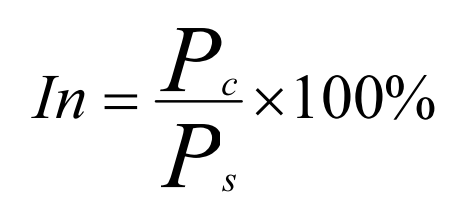 In = P_c / P_s × 100%